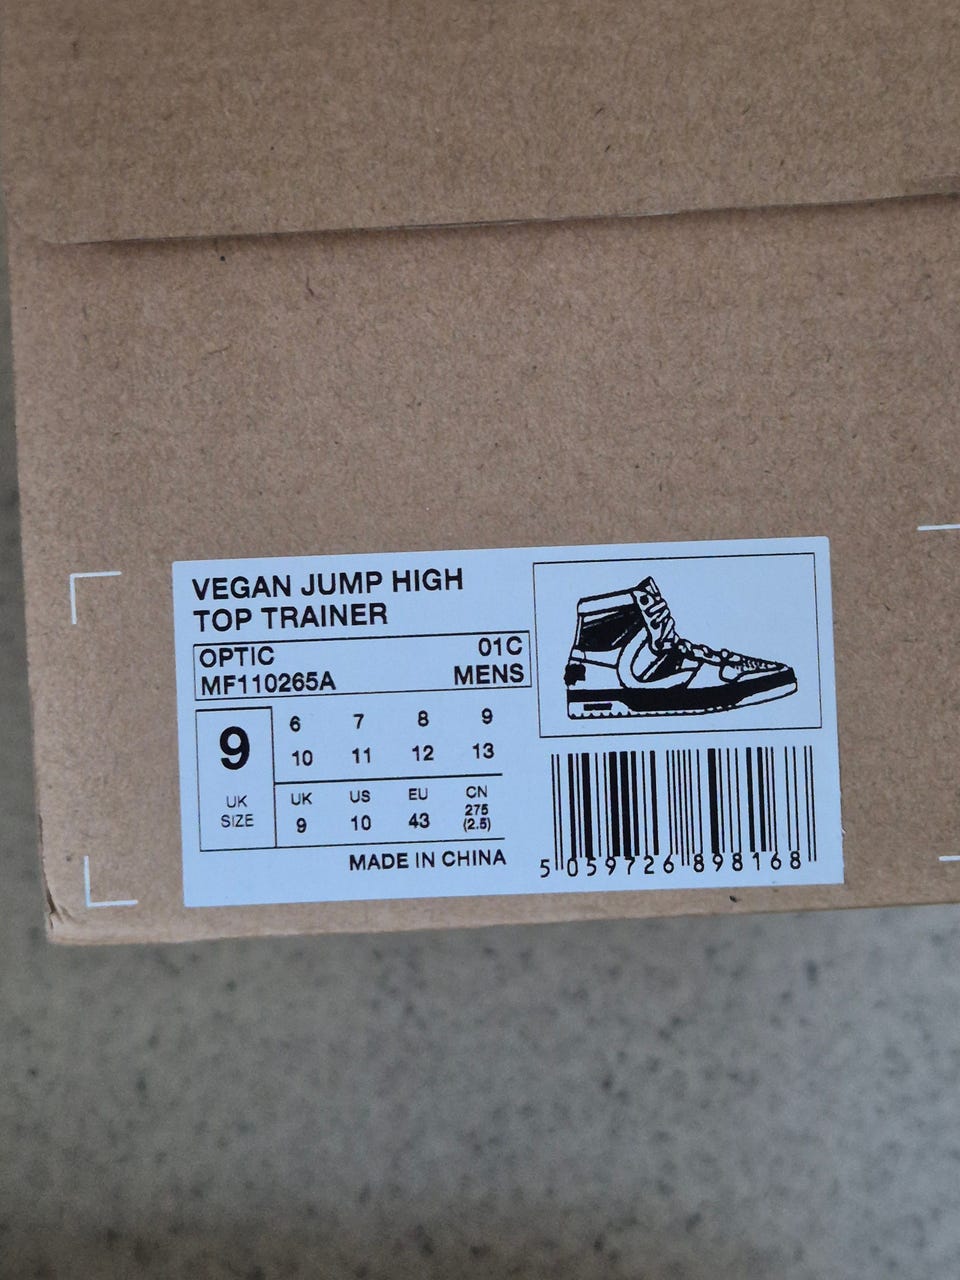 VEGAN JUMP HIGH
TOP TRAINER
OPTIC 01C
MF110265A MENS
9
UK
SIZE
6 7 8 9
10 11 12 13
UK US EU CN
9 10 43 275
(2.5)
MADE IN CHINA
5 059726 898168